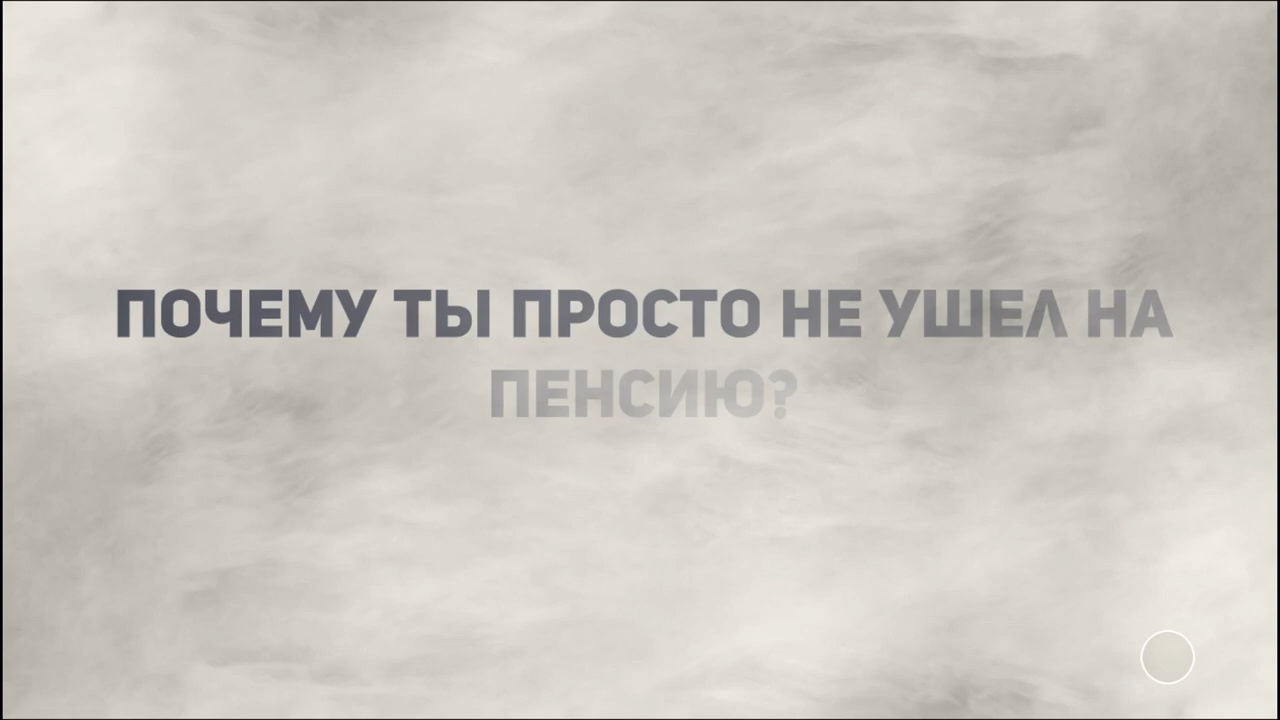 ПОЧЕМУ ТЫ ПРОСТО НЕ УШЕЛ НА
ПЕНСИЮ?